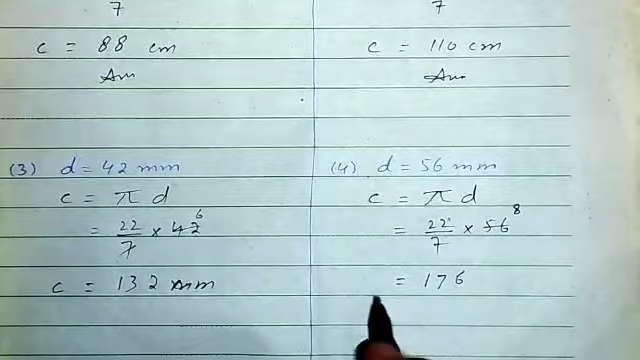 7
c = 88 cm
Ans
7
c = 110 cm
Ans
(3) d = 42 mm
c = π d
= 22/7 × 42 6
c = 132 mm
(4) d = 56 mm
c = π d
= 22/7 × 56 8
= 176